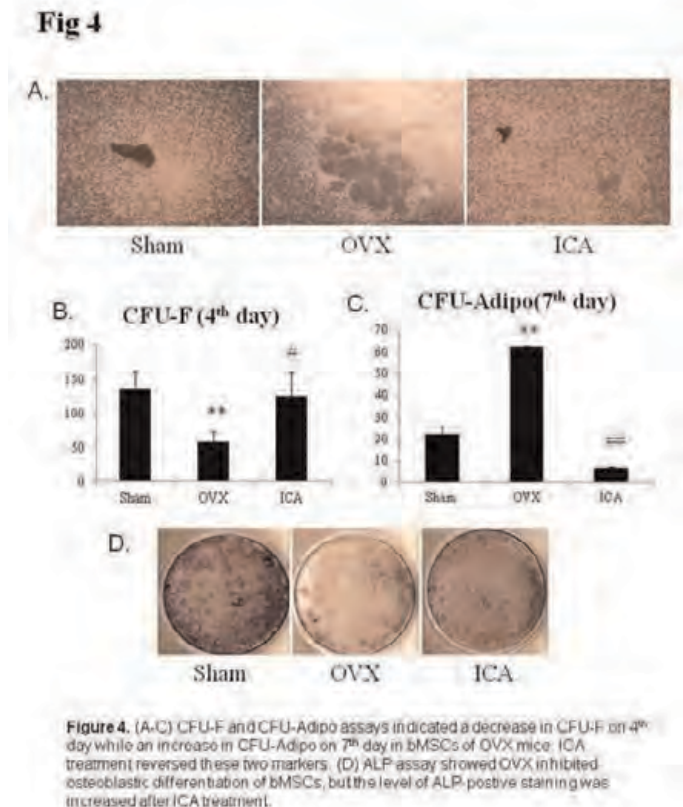 Fig 4
A.
Sham OVX ICA
B. CFU-F (4th day)
C. CFU-Adipo(7th day)
200
150
100
50
0
** #
Sham OVX ICA
70
60
50
40
30
20
10
0
** ##
Sham OVX ICA
D.
Sham OVX ICA
Figure 4. (A-C) CFU-F and CFU-Adipo assays indicated a decrease in CFU-F on 4th
day while an increase in CFU-Adipo on 7th day in bMSCs of OVX mice. ICA
treatment reversed these two markers. (D) ALP assay showed OVX inhibited
osteoblastic differentiation of bMSCs, but the level of ALP-postive staining was
increased after ICA treatment.